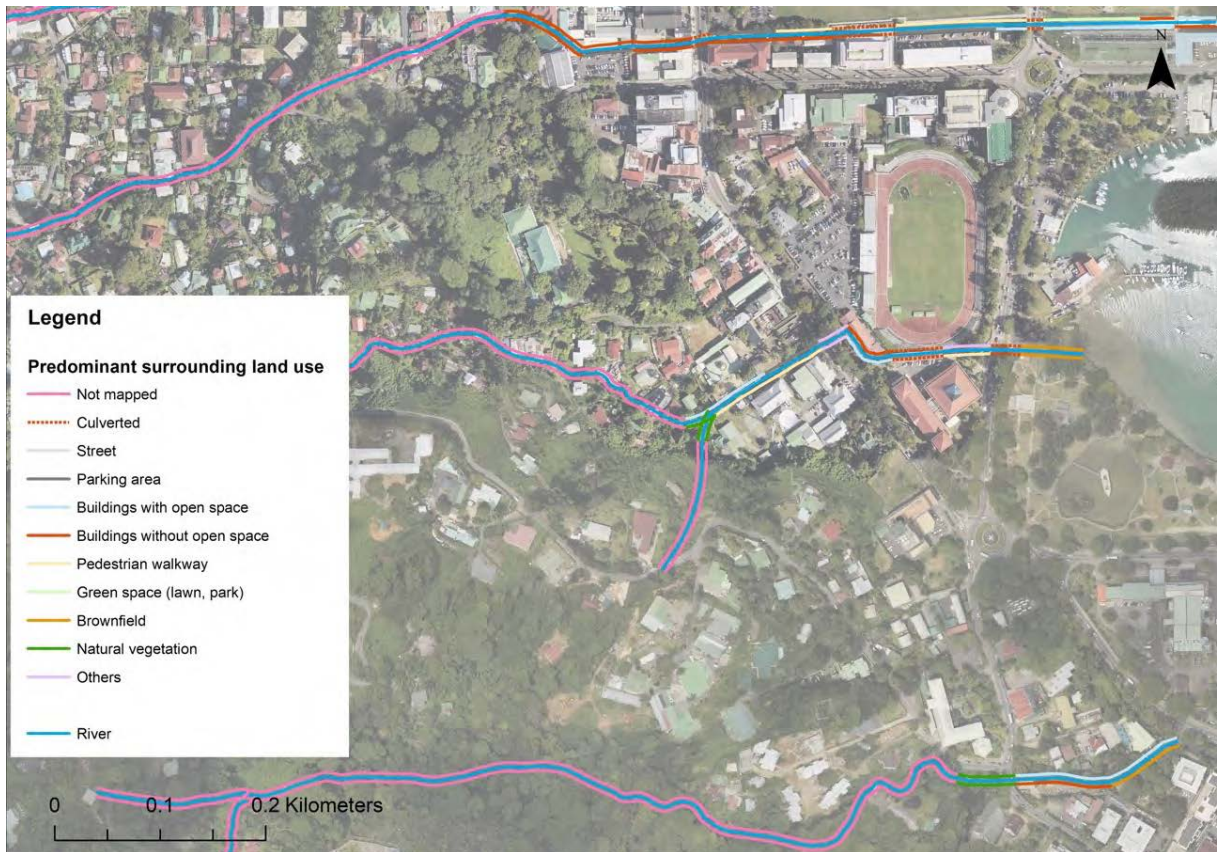 N
Legend
Predominant surrounding land use
Not mapped
Culverted
Street
Parking area
Buildings with open space
Buildings without open space
Pedestrian walkway
Green space (lawn, park)
Brownfield
Natural vegetation
Others
River
0 0.1 0.2 Kilometers